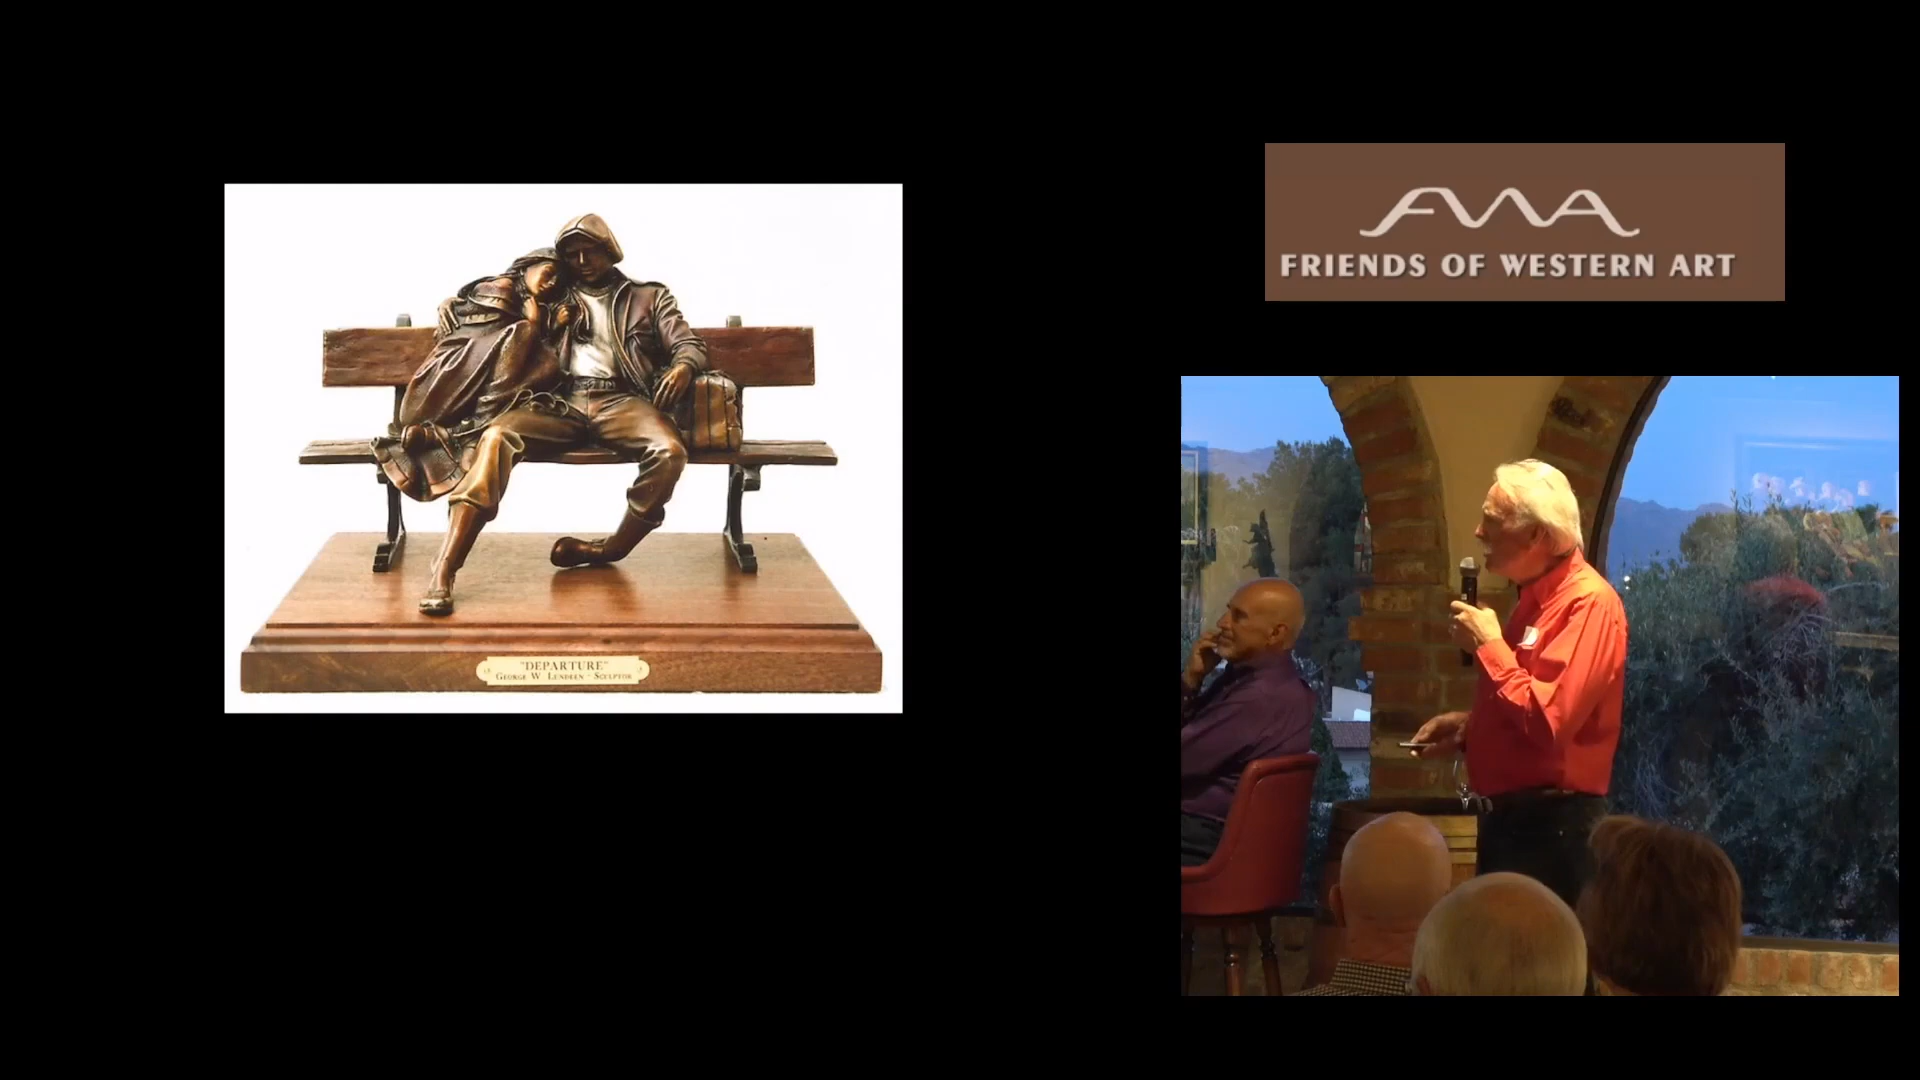 "DEPARTURE"
GEORGE W. LUNDEEN - SCULPTOR
FWA
FRIENDS OF WESTERN ART